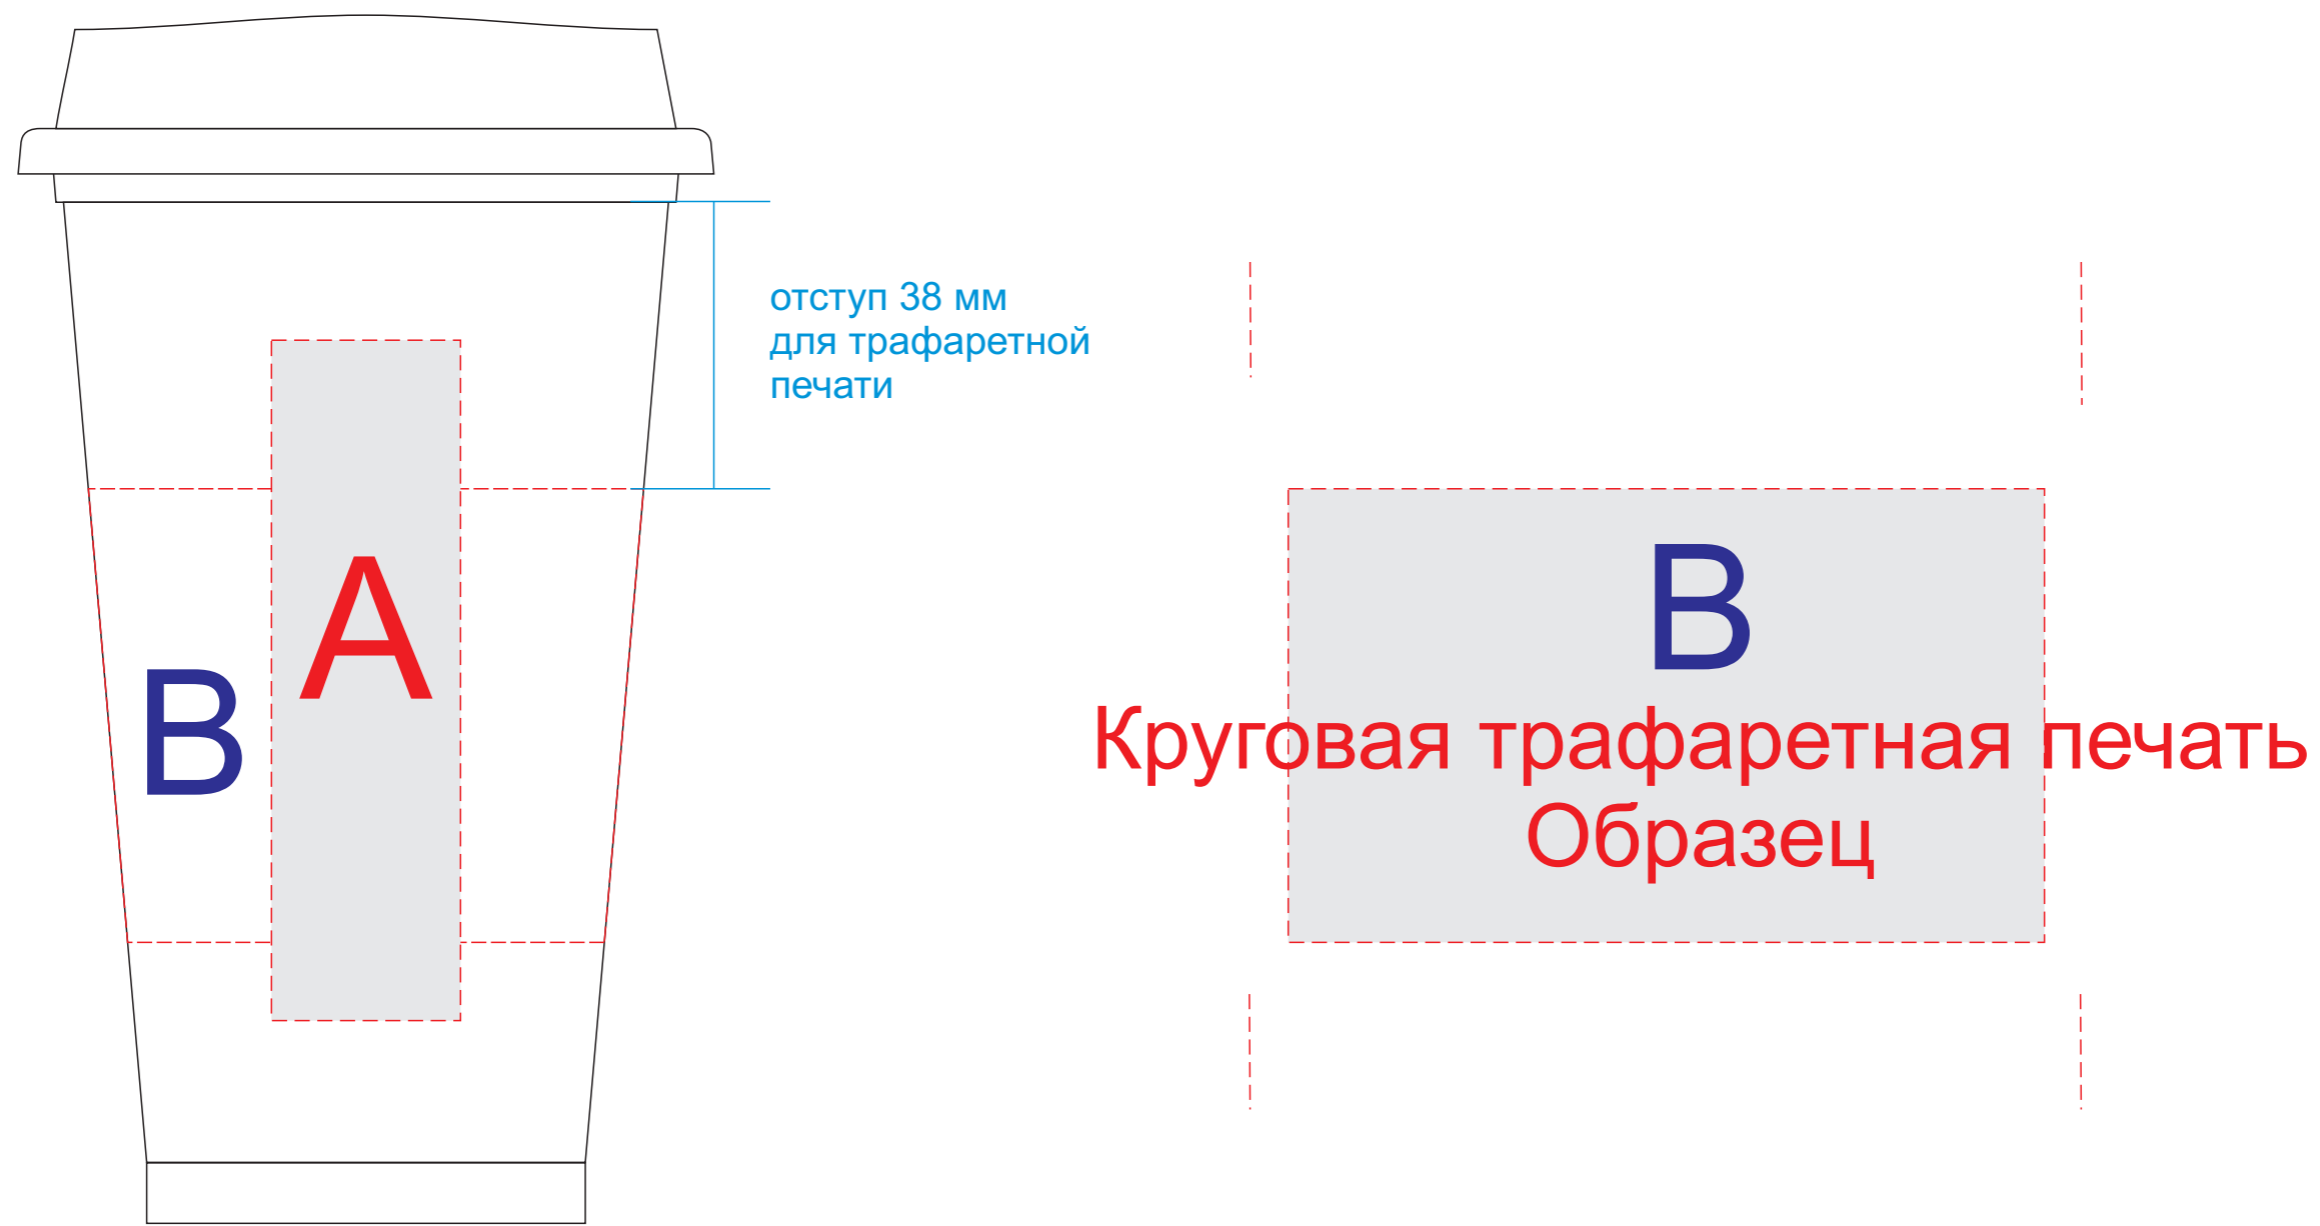 отступ 38 мм
для трафаретной
печати
A
B
B
Круговая трафаретная печать
Образец